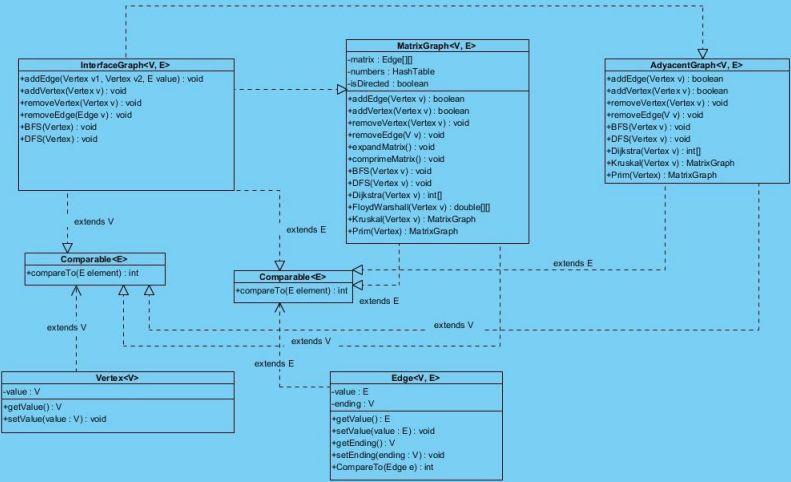 InterfaceGraph<V, E>
+addEdge(Vertex v1, Vertex v2, E value) : void
+addVertex(Vertex v) : void
+removeVertex(Vertex v) : void
+removeEdge(Edge v) : void
+BFS(Vertex) : void
+DFS(Vertex) : void
MatrixGraph<V, E>
-matrix : Edge[][]
-numbers : HashTable
-isDirected : boolean
+addEdge(Vertex v) : boolean
+addVertex(Vertex v) : boolean
+removeVertex(Vertex v) : void
+removeEdge(V v) : void
+expandMatrix() : void
+comprimeMatrix() : void
+BFS(Vertex v) : void
+DFS(Vertex v) : void
+Dijkstra(Vertex v) : int[]
+FloydWarshall(Vertex v) : double[][]
+Kruskal(Vertex v) : MatrixGraph
+Prim(Vertex) : MatrixGraph
AdyacentGraph<V, E>
+addEdge(Vertex v) : boolean
+addVertex(Vertex v) : boolean
+removeVertex(Vertex v) : void
+removeEdge(V v) : void
+BFS(Vertex v) : void
+DFS(Vertex v) : void
+Dijkstra(Vertex v) : int[]
+Kruskal(Vertex v) : MatrixGraph
+Prim(Vertex) : MatrixGraph
extends V
extends E
Comparable<E>
+compareTo(E element) : int
Comparable<E>
+compareTo(E element) : int
extends E
extends E
extends V
extends V
extends V
extends E
Vertex<V>
-value : V
+getValue() : V
+setValue(value : V) : void
Edge<V, E>
-value : E
-ending : V
+getValue() : E
+setValue(value : E) : void
+getEnding() : V
+setEnding(ending : V) : void
+CompareTo(Edge e) : int